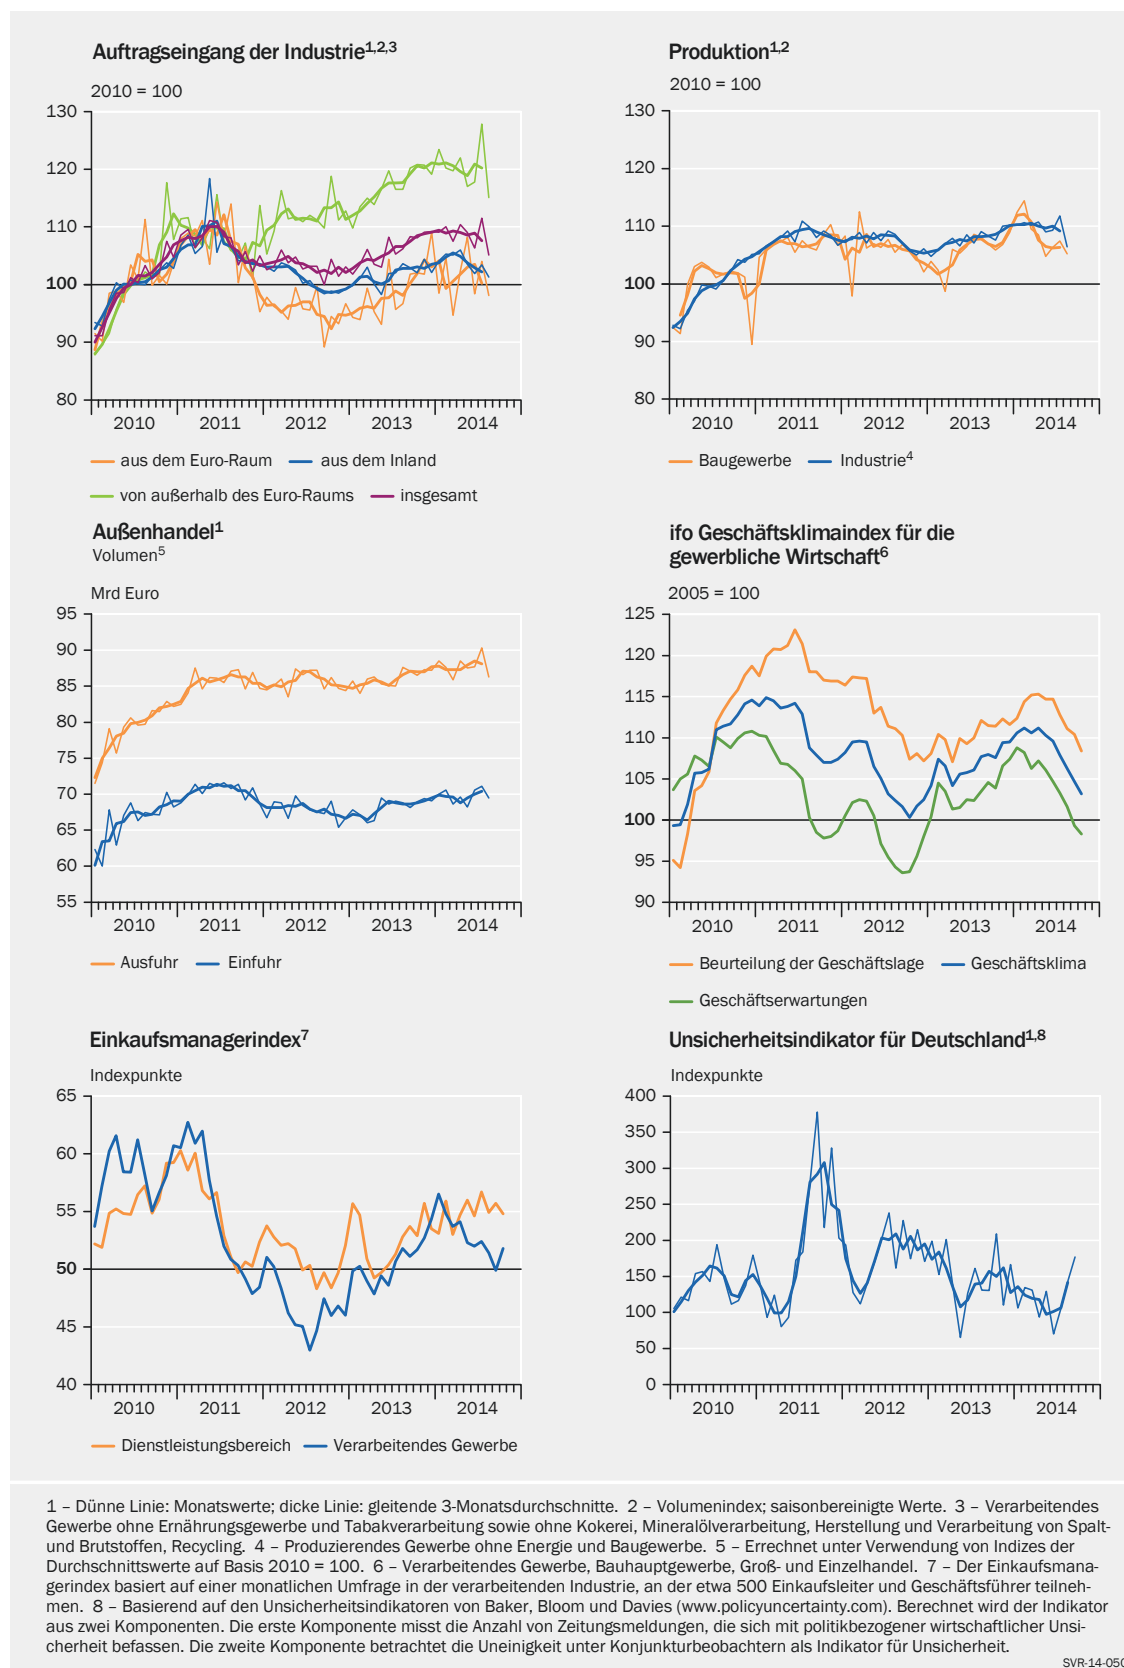 Auftragseingang der Industrie1,2,3
2010 = 100
130
120
110
100
90
80
2010 2011 2012 2013 2014
aus dem Euro-Raum aus dem Inland
von außerhalb des Euro-Raums insgesamt
Produktion1,2
2010 = 100
130
120
110
100
90
80
2010 2011 2012 2013 2014
Baugewerbe Industrie4
Außenhandel1
Volumen5
Mrd Euro
95
90
85
80
75
70
65
60
55
2010 2011 2012 2013 2014
Ausfuhr Einfuhr
ifo Geschäftsklimaindex für die
gewerbliche Wirtschaft6
2005 = 100
125
120
115
110
105
100
95
90
2010 2011 2012 2013 2014
Beurteilung der Geschäftslage Geschäftsklima
Geschäftserwartungen
Einkaufsmanagerindex7
Indexpunkte
65
60
55
50
45
40
2010 2011 2012 2013 2014
Dienstleistungsbereich Verarbeitendes Gewerbe
Unsicherheitsindikator für Deutschland1,8
Indexpunkte
400
350
300
250
200
150
100
50
0
2010 2011 2012 2013 2014
1 – Dünne Linie: Monatswerte; dicke Linie: gleitende 3-Monatsdurchschnitte. 2 – Volumenindex; saisonbereinigte Werte. 3 – Verarbeitendes
Gewerbe ohne Ernährungsgewerbe und Tabakverarbeitung sowie ohne Kokerei, Mineralölverarbeitung, Herstellung und Verarbeitung von Spalt-
und Brutstoffen, Recycling. 4 – Produzierendes Gewerbe ohne Energie und Baugewerbe. 5 – Errechnet unter Verwendung von Indizes der
Durchschnittswerte auf Basis 2010 = 100. 6 – Verarbeitendes Gewerbe, Bauhauptgewerbe, Groß- und Einzelhandel. 7 – Der Einkaufsmana-
gerindex basiert auf einer monatlichen Umfrage in der verarbeitenden Industrie, an der etwa 500 Einkaufsleiter und Geschäftsführer teilneh-
men. 8 – Basierend auf den Unsicherheitsindikatoren von Baker, Bloom und Davies (www.policyuncertainty.com). Berechnet wird der Indikator
aus zwei Komponenten. Die erste Komponente misst die Anzahl von Zeitungsmeldungen, die sich mit politikbezogener wirtschaftlicher Unsi-
cherheit befassen. Die zweite Komponente betrachtet die Uneinigkeit unter Konjunkturbeobachtern als Indikator für Unsicherheit.
SVR-14-050